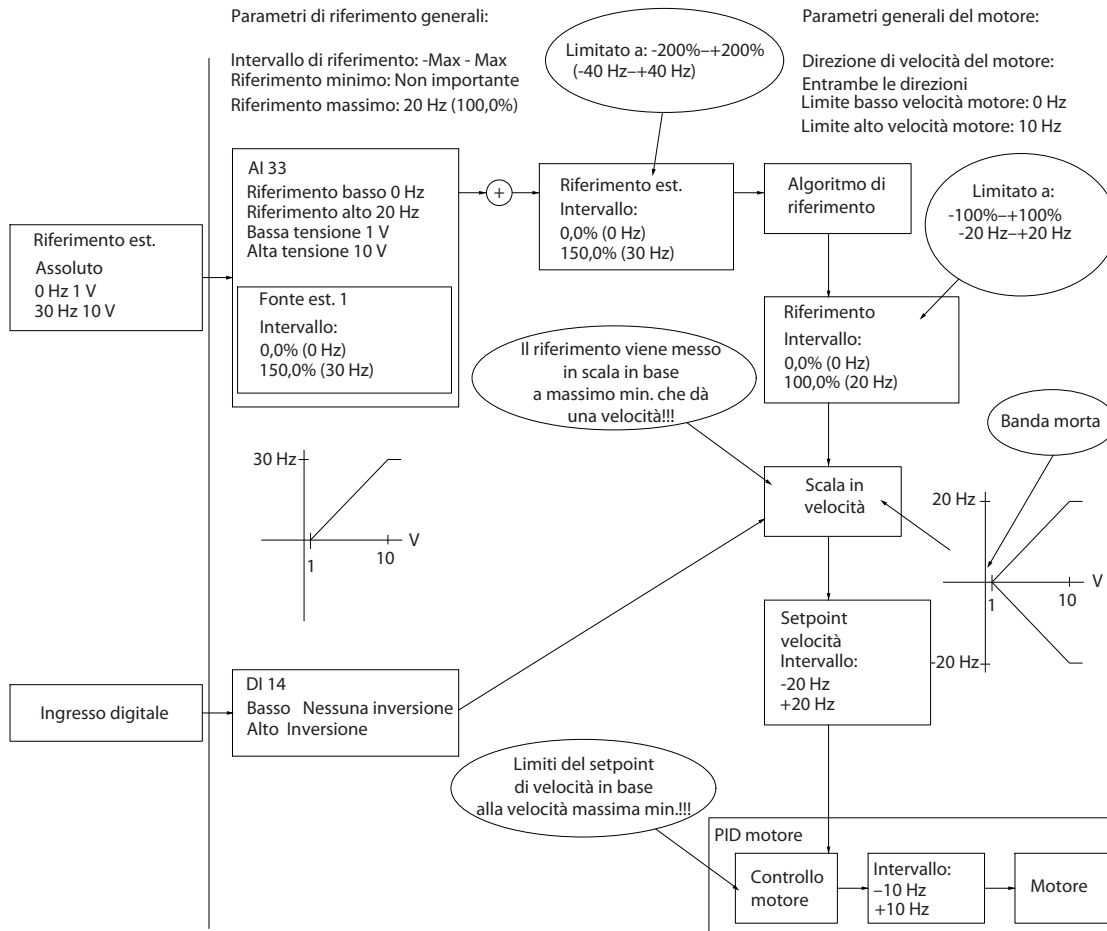 Parametri di riferimento generali:
Intervallo di riferimento: -Max - Max
Riferimento minimo: Non importante
Riferimento massimo: 20 Hz (100,0%)
Limitato a: -200%–+200%
(-40 Hz–+40 Hz)
Parametri generali del motore:
Direzione di velocità del motore:
Entrambe le direzioni
Limite basso velocità motore: 0 Hz
Limite alto velocità motore: 10 Hz
Riferimento est.
Assoluto
0 Hz 1 V
30 Hz 10 V
AI 33
Riferimento basso 0 Hz
Riferimento alto 20 Hz
Bassa tensione 1 V
Alta tensione 10 V
Fonte est. 1
Intervallo:
0,0% (0 Hz)
150,0% (30 Hz)
+
Riferimento est.
Intervallo:
0,0% (0 Hz)
150,0% (30 Hz)
Algoritmo di
riferimento
Limitato a:
-100%–+100%
-20 Hz–+20 Hz
Riferimento
Intervallo:
0,0% (0 Hz)
100,0% (20 Hz)
Il riferimento viene messo
in scala in base
a massimo min. che dà
una velocità!!!
Banda morta
30 Hz
1
10
V
Scala in
velocità
20 Hz
V
1
10
-20 Hz
Setpoint
velocità
Intervallo:
-20 Hz
+20 Hz
Ingresso digitale
DI 14
Basso Nessuna inversione
Alto Inversione
Limiti del setpoint
di velocità in base
alla velocità massima min.!!!
PID motore
Controllo
motore
Intervallo:
–10 Hz
+10 Hz
Motore